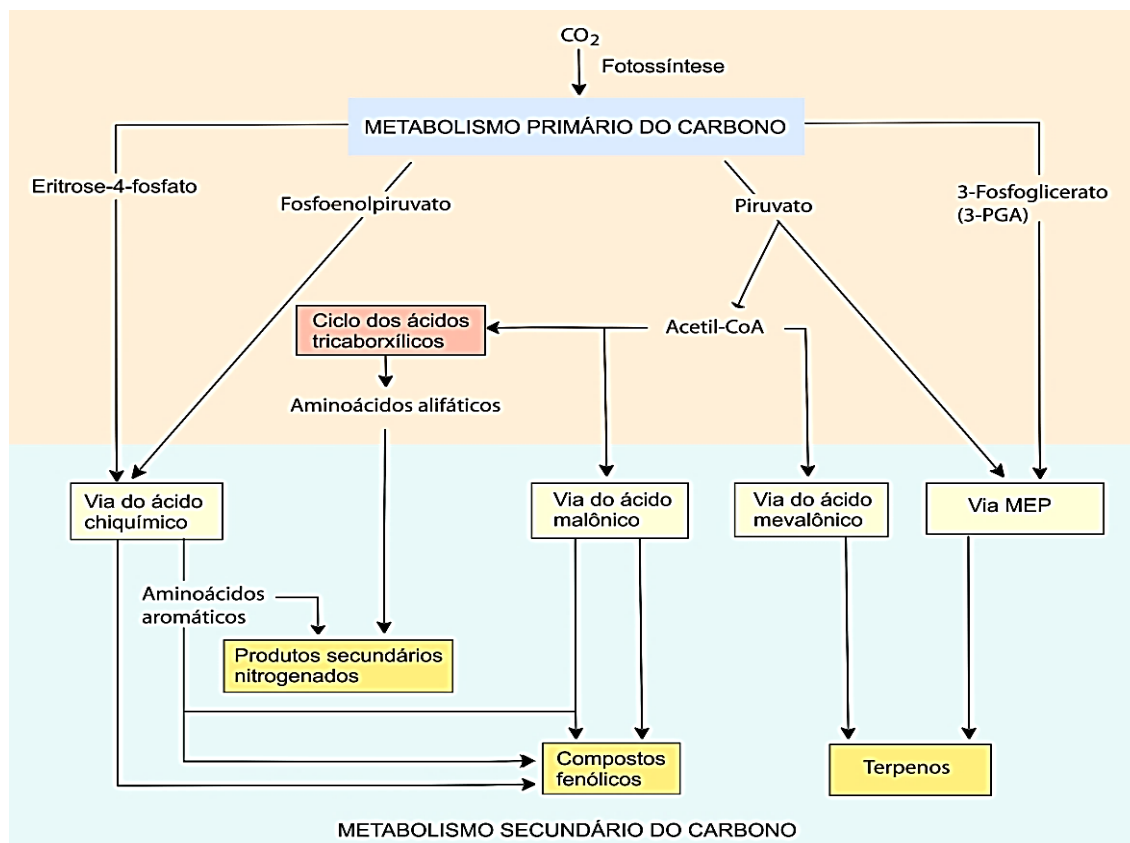 CO2
Fotossíntese
METABOLISMO PRIMÁRIO DO CARBONO
Eritrose-4-fosfato
Fosfoenolpiruvato
Piruvato
3-Fosfoglicerato
(3-PGA)
Ciclo dos ácidos
tricaborxílicos
Acetil-CoA
Aminoácidos alifáticos
Via do ácido
chiquímico
Via do ácido
malônico
Via do ácido
mevalônico
Via MEP
Aminoácidos
aromáticos
Produtos secundários
nitrogenados
Compostos
fenólicos
Terpenos
METABOLISMO SECUNDÁRIO DO CARBONO